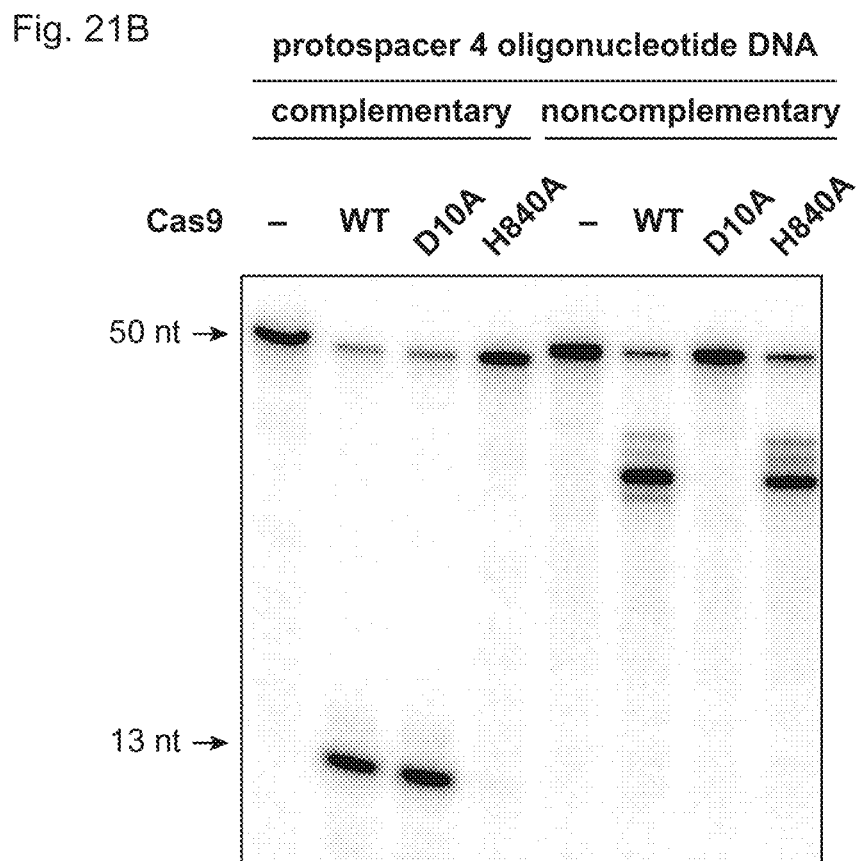 Fig. 21B
protospacer 4 oligonucleotide DNA
complementary noncomplementary
Cas9 – WT D10A H840A – WT D10A H840A
50 nt →
13 nt →